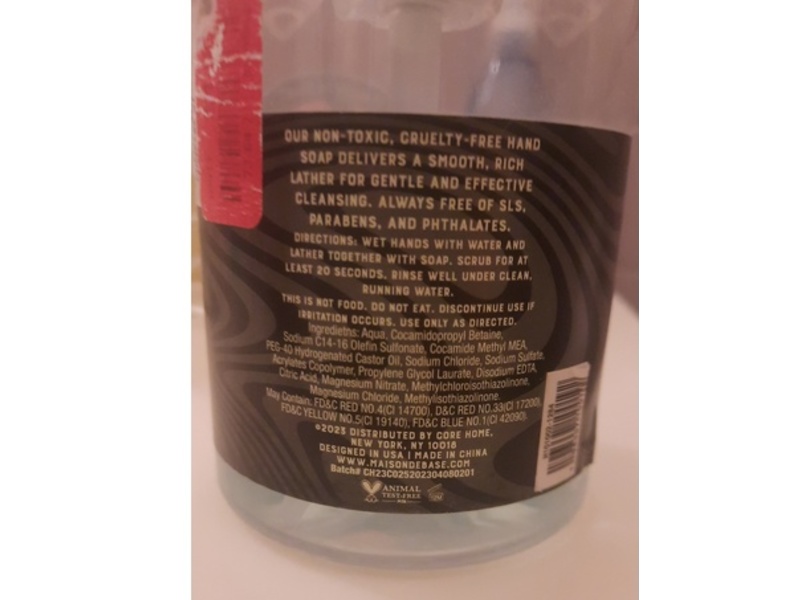 OUR NON-TOXIC, CRUELTY-FREE HAND
SOAP DELIVERS A SMOOTH, RICH
LATHER FOR GENTLE AND EFFECTIVE
CLEANSING. ALWAYS FREE OF SLS,
PARABENS, AND PHTHALATES.
DIRECTIONS: WET HANDS WITH WATER AND
LATHER TOGETHER WITH SOAP. SCRUB FOR AT
LEAST 20 SECONDS. RINSE WELL UNDER CLEAN,
RUNNING WATER.
THIS IS NOT FOOD. DO NOT EAT. DISCONTINUE USE IF
IRRITATION OCCURS. USE ONLY AS DIRECTED.
Ingredietns: Aqua, Cocamidopropyl Betaine,
Sodium C14-16 Olefin Sulfonate, Cocamide Methyl MEA,
PEG-40 Hydrogenated Castor Oil, Sodium Chloride, Sodium Sulfate,
Acrylates Copolymer, Propylene Glycol Laurate, Disodium EDTA,
Citric Acid, Magnesium Nitrate, Methylchloroisothiazolinone,
Magnesium Chloride, Methylisothiazolinone.
May Contain: FD&C RED NO.4(CI 14700), D&C RED NO.33(CI 17200),
FD&C YELLOW NO.5(CI 19140), FD&C BLUE NO.1(CI 42090).
©2023 DISTRIBUTED BY CORE HOME,
NEW YORK, NY 10018
DESIGNED IN USA | MADE IN CHINA
WWW.MAISONDEBASE.COM
Batch# CH23C025202304080201
ANIMAL
TEST-FREE